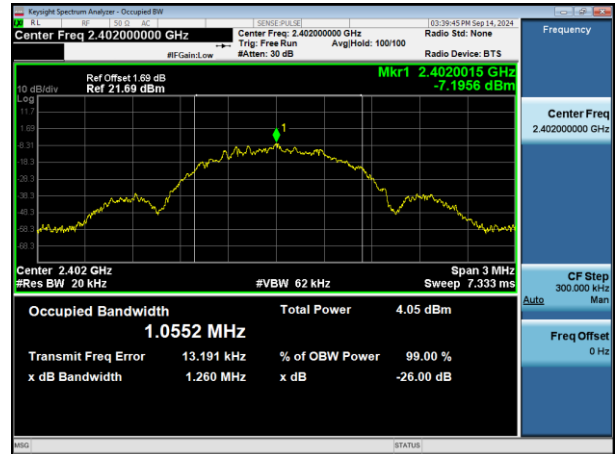 Keysight Spectrum Analyzer - Occupied BW
RL RF 50 Ω AC SENSE:PULSE 03:39:45 PM Sep 14, 2024
Center Freq 2.402000000 GHz Center Freq: 2.402000000 GHz Radio Std: None Frequency
Trig: Free Run Avg|Hold: 100/100
#IFGain:Low #Atten: 30 dB Radio Device: BTS
Ref Offset 1.69 dB Mkr1 2.4020015 GHz
10 dB/div Ref 21.69 dBm -7.1956 dBm
Log
11.7
1.69
-8.31
-18.3
-28.3
-38.3
-48.3
-58.3
-68.3
1
Center Freq
2.402000000 GHz
Center 2.402 GHz Span 3 MHz
#Res BW 20 kHz #VBW 62 kHz Sweep 7.333 ms
CF Step
300.000 kHz
Auto Man
Occupied Bandwidth Total Power 4.05 dBm
1.0552 MHz
Transmit Freq Error 13.191 kHz % of OBW Power 99.00 %
x dB Bandwidth 1.260 MHz x dB -26.00 dB
Freq Offset
0 Hz
MSG STATUS